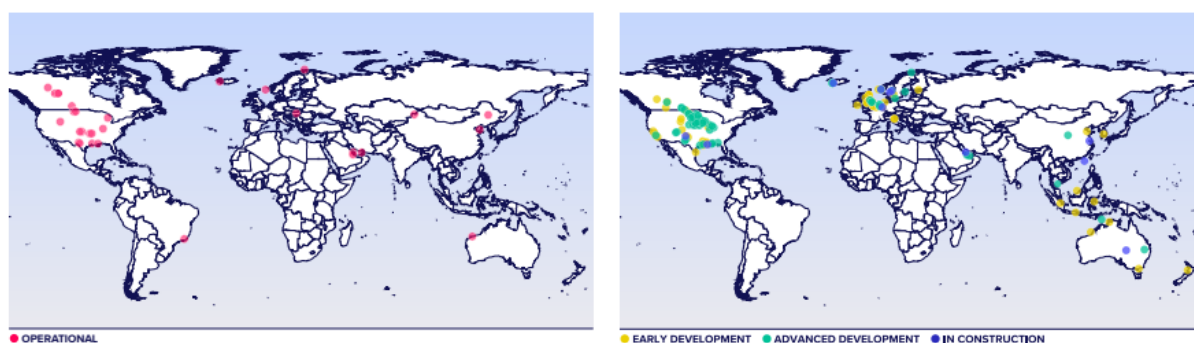 OPERATIONAL
EARLY DEVELOPMENT ADVANCED DEVELOPMENT IN CONSTRUCTION